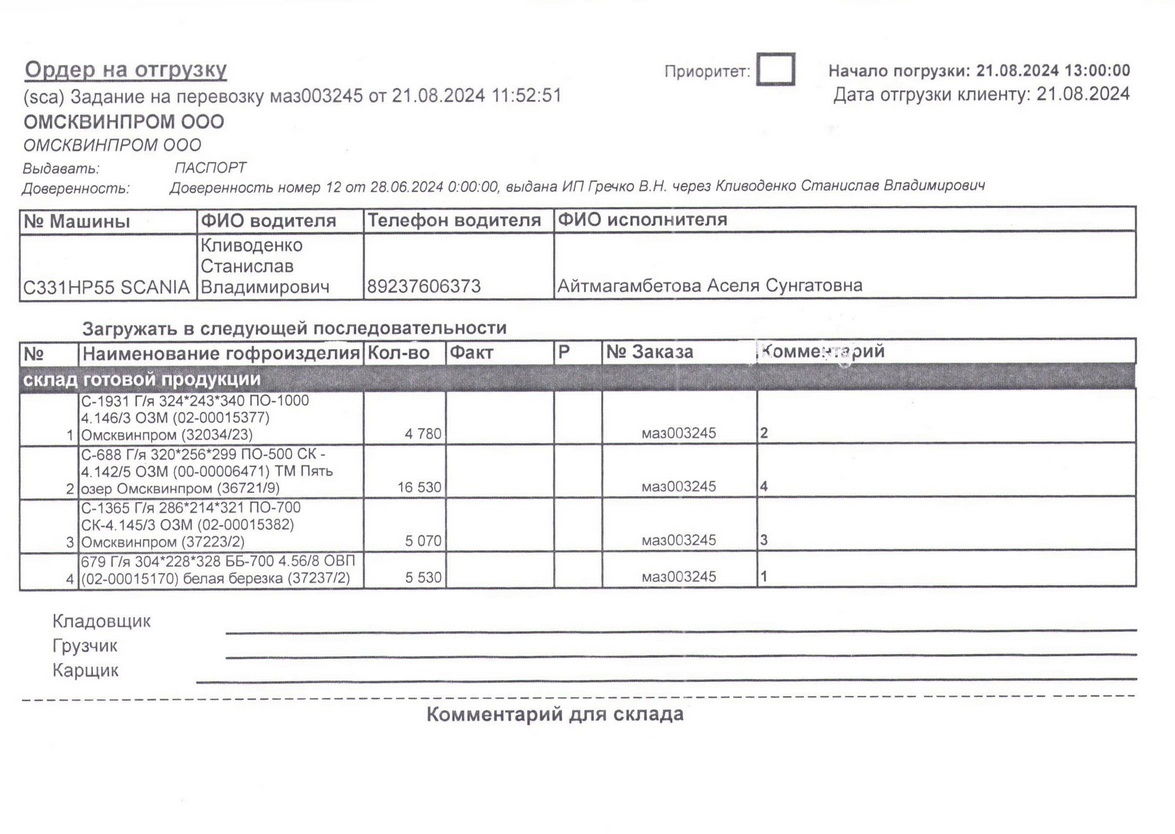 Ордер на отгрузку
Приоритет:
Начало погрузки: 21.08.2024 13:00:00
(sca) Задание на перевозку маз003245 от 21.08.2024 11:52:51
Дата отгрузки клиенту: 21.08.2024
ОМСКВИНПРОМ ООО
ОМСКВИНПРОМ ООО
Выдавать: ПАСПОРТ
Доверенность: Доверенность номер 12 от 28.06.2024 0:00:00, выдана ИП Гречко В.Н. через Кливоденко Станислав Владимирович
№ Машины ФИО водителя Телефон водителя ФИО исполнителя
Кливоденко
Станислав
С331НР55 SCANIA Владимирович 89237606373 Айтмагамбетова Аселя Сунгатовна
Загружать в следующей последовательности
№ Наименование гофроизделия Кол-во Факт Р № Заказа Комментарий
склад готовой продукции
С-1931 Г/я 324*243*340 ПО-1000
4.146/3 ОЗМ (02-00015377)
1 Омсквинпром (32034/23) 4 780 маз003245 2
С-688 Г/я 320*256*299 ПО-500 СК -
4.142/5 ОЗМ (00-00006471) ТМ Пять
2 озер Омсквинпром (36721/9) 16 530 маз003245 4
С-1365 Г/я 286*214*321 ПО-700
СК-4.145/3 ОЗМ (02-00015382)
3 Омсквинпром (37223/2) 5 070 маз003245 3
679 Г/я 304*228*328 ББ-700 4.56/8 ОВП
4 (02-00015170) белая березка (37237/2) 5 530 маз003245 1
Кладовщик
Грузчик
Карщик
Комментарий для склада